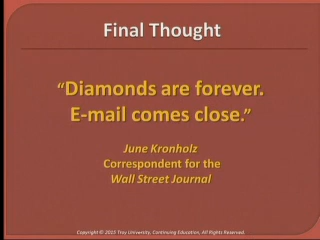 Final Thought
“Diamonds are forever.
E-mail comes close.”
June Kronholz
Correspondent for the
Wall Street Journal
Copyright © 2015 Troy University, Continuing Education, All Rights Reserved.